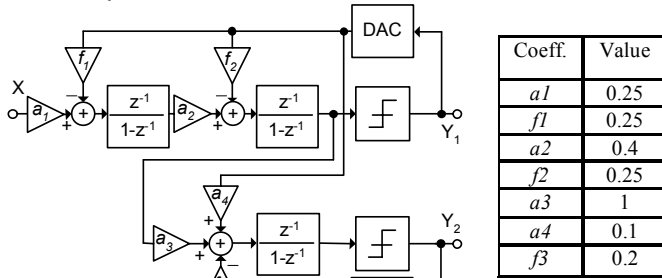 DAC
f1
f2
X
a1
–
+
+
z-1
1-z-1
a2
–
+
+
z-1
1-z-1
Y1
a4
+
a3
+
+
–
z-1
1-z-1
Y2
Coeff. Value
a1 0.25
f1 0.25
a2 0.4
f2 0.25
a3 1
a4 0.1
f3 0.2